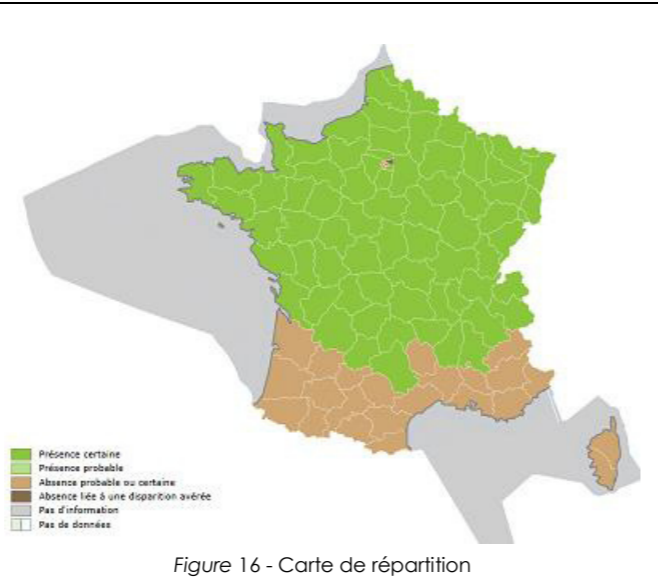 Présence certaine
Présence probable
Absence probable ou certaine
Absence liée à une disparition avérée
Pas d'information
Pas de données
Figure 16 - Carte de répartition